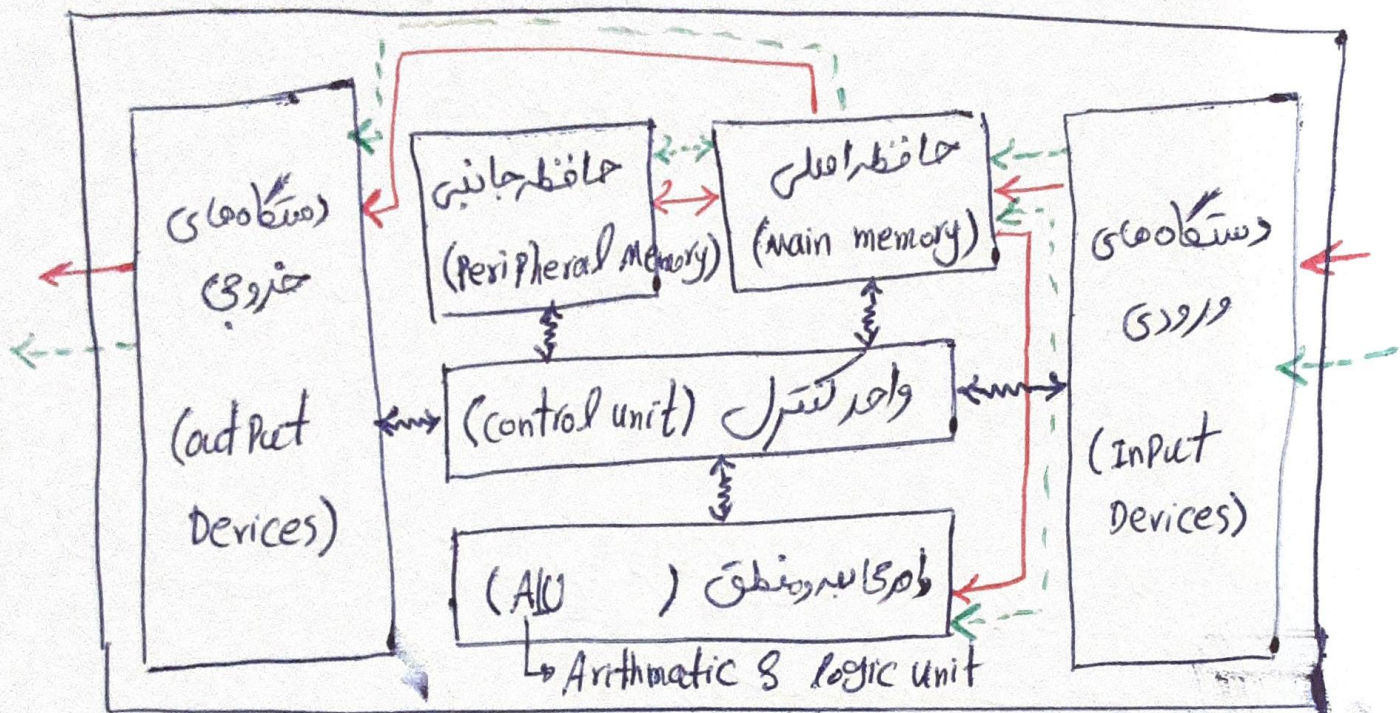 دستگاه‌های
خروجی
(output
Devices)
حافظه جانبی
(Peripheral Memory)
حافظه اصلی
(Main memory)
دستگاه‌های
ورودی
(Input
Devices)
واحد کنترل (Control unit)
واحد محاسبه و منطق (ALU )
Arithmatic & logic unit